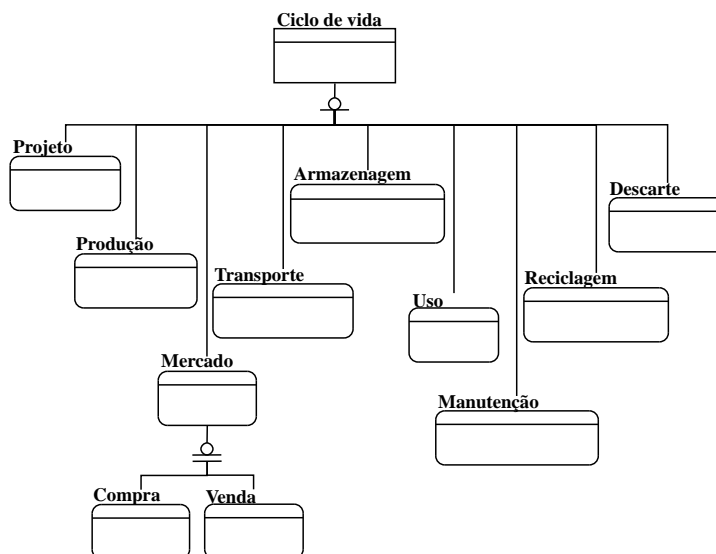 Ciclo de vida
Projeto
Armazenagem
Descarte
Produção
Transporte
Reciclagem
Uso
Mercado
Manutenção
Compra
Venda